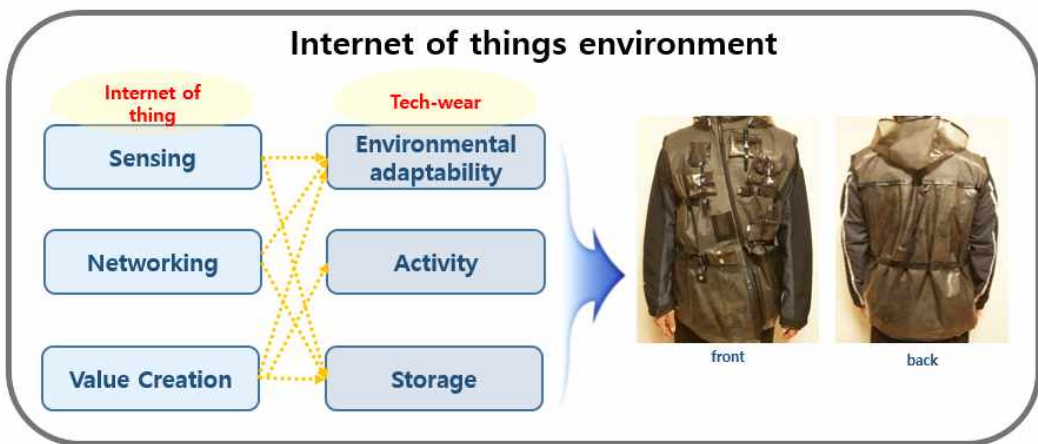 Internet of things environment
Internet of
thing
Tech-wear
Sensing
Environmental
adaptability
Networking
Activity
Value Creation
Storage
front
back